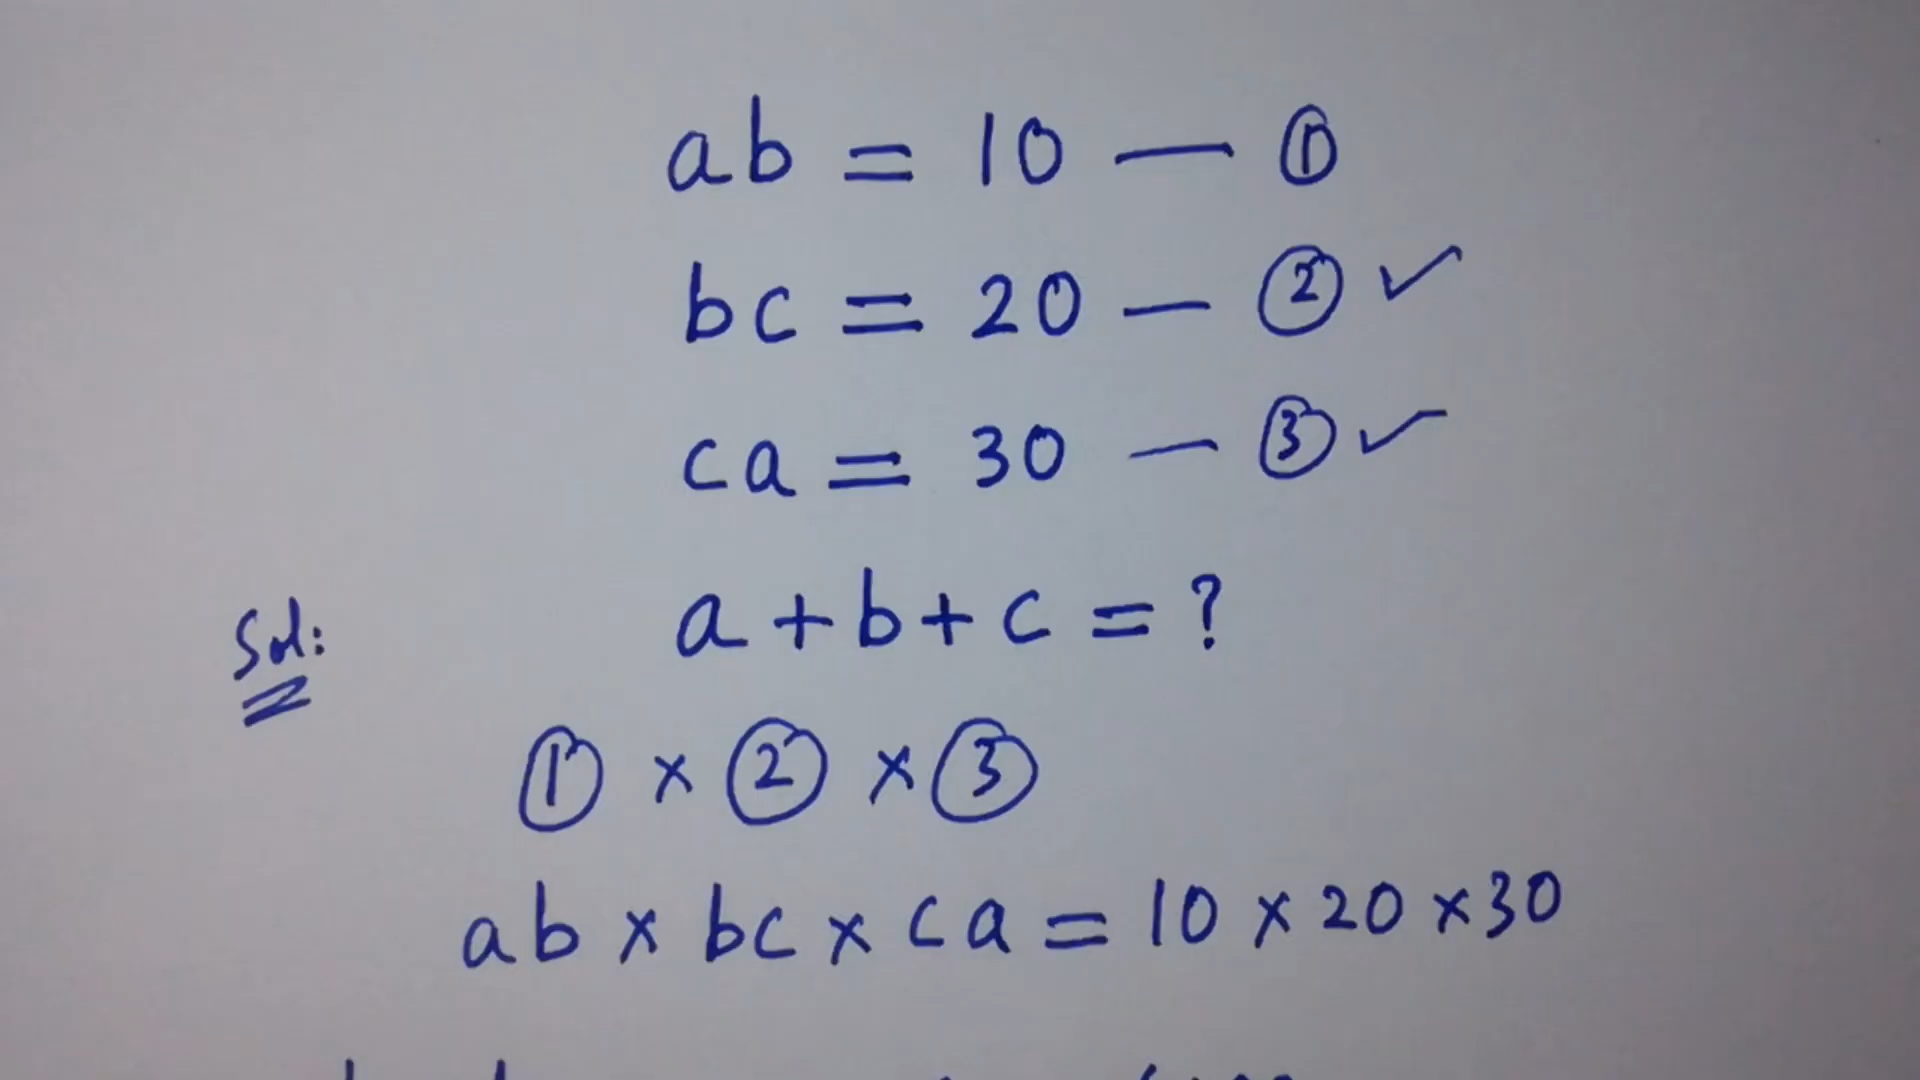 ab = 10 — ①
bc = 20 — ② ✓
ca = 30 — ③ ✓
a + b + c = ?
Sol:
① × ② × ③
ab × bc × ca = 10 × 20 × 30